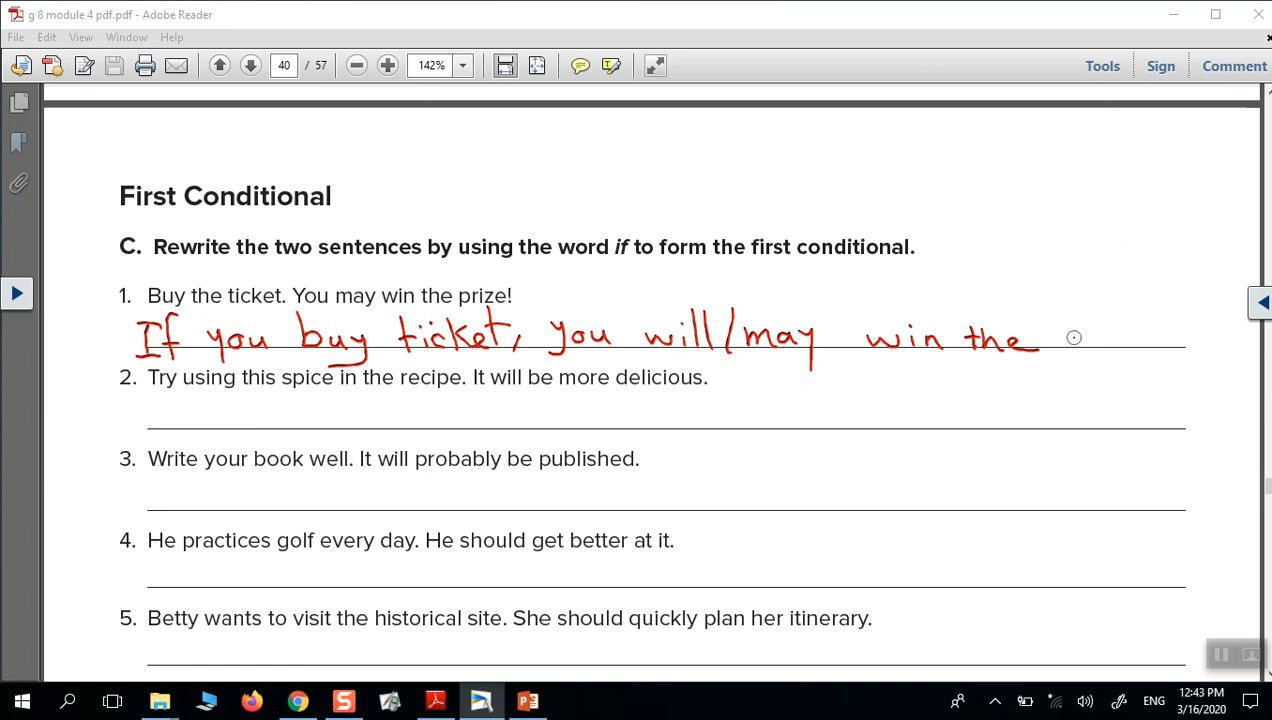 g 8 module 4 pdf.pdf - Adobe Reader
File Edit View Window Help
40 / 57 142% Tools Sign Comment
First Conditional
C. Rewrite the two sentences by using the word if to form the first conditional.
1. Buy the ticket. You may win the prize!
If you buy ticket, you will/may win the
2. Try using this spice in the recipe. It will be more delicious.
3. Write your book well. It will probably be published.
4. He practices golf every day. He should get better at it.
5. Betty wants to visit the historical site. She should quickly plan her itinerary.
ENG 12:43 PM
3/16/2020